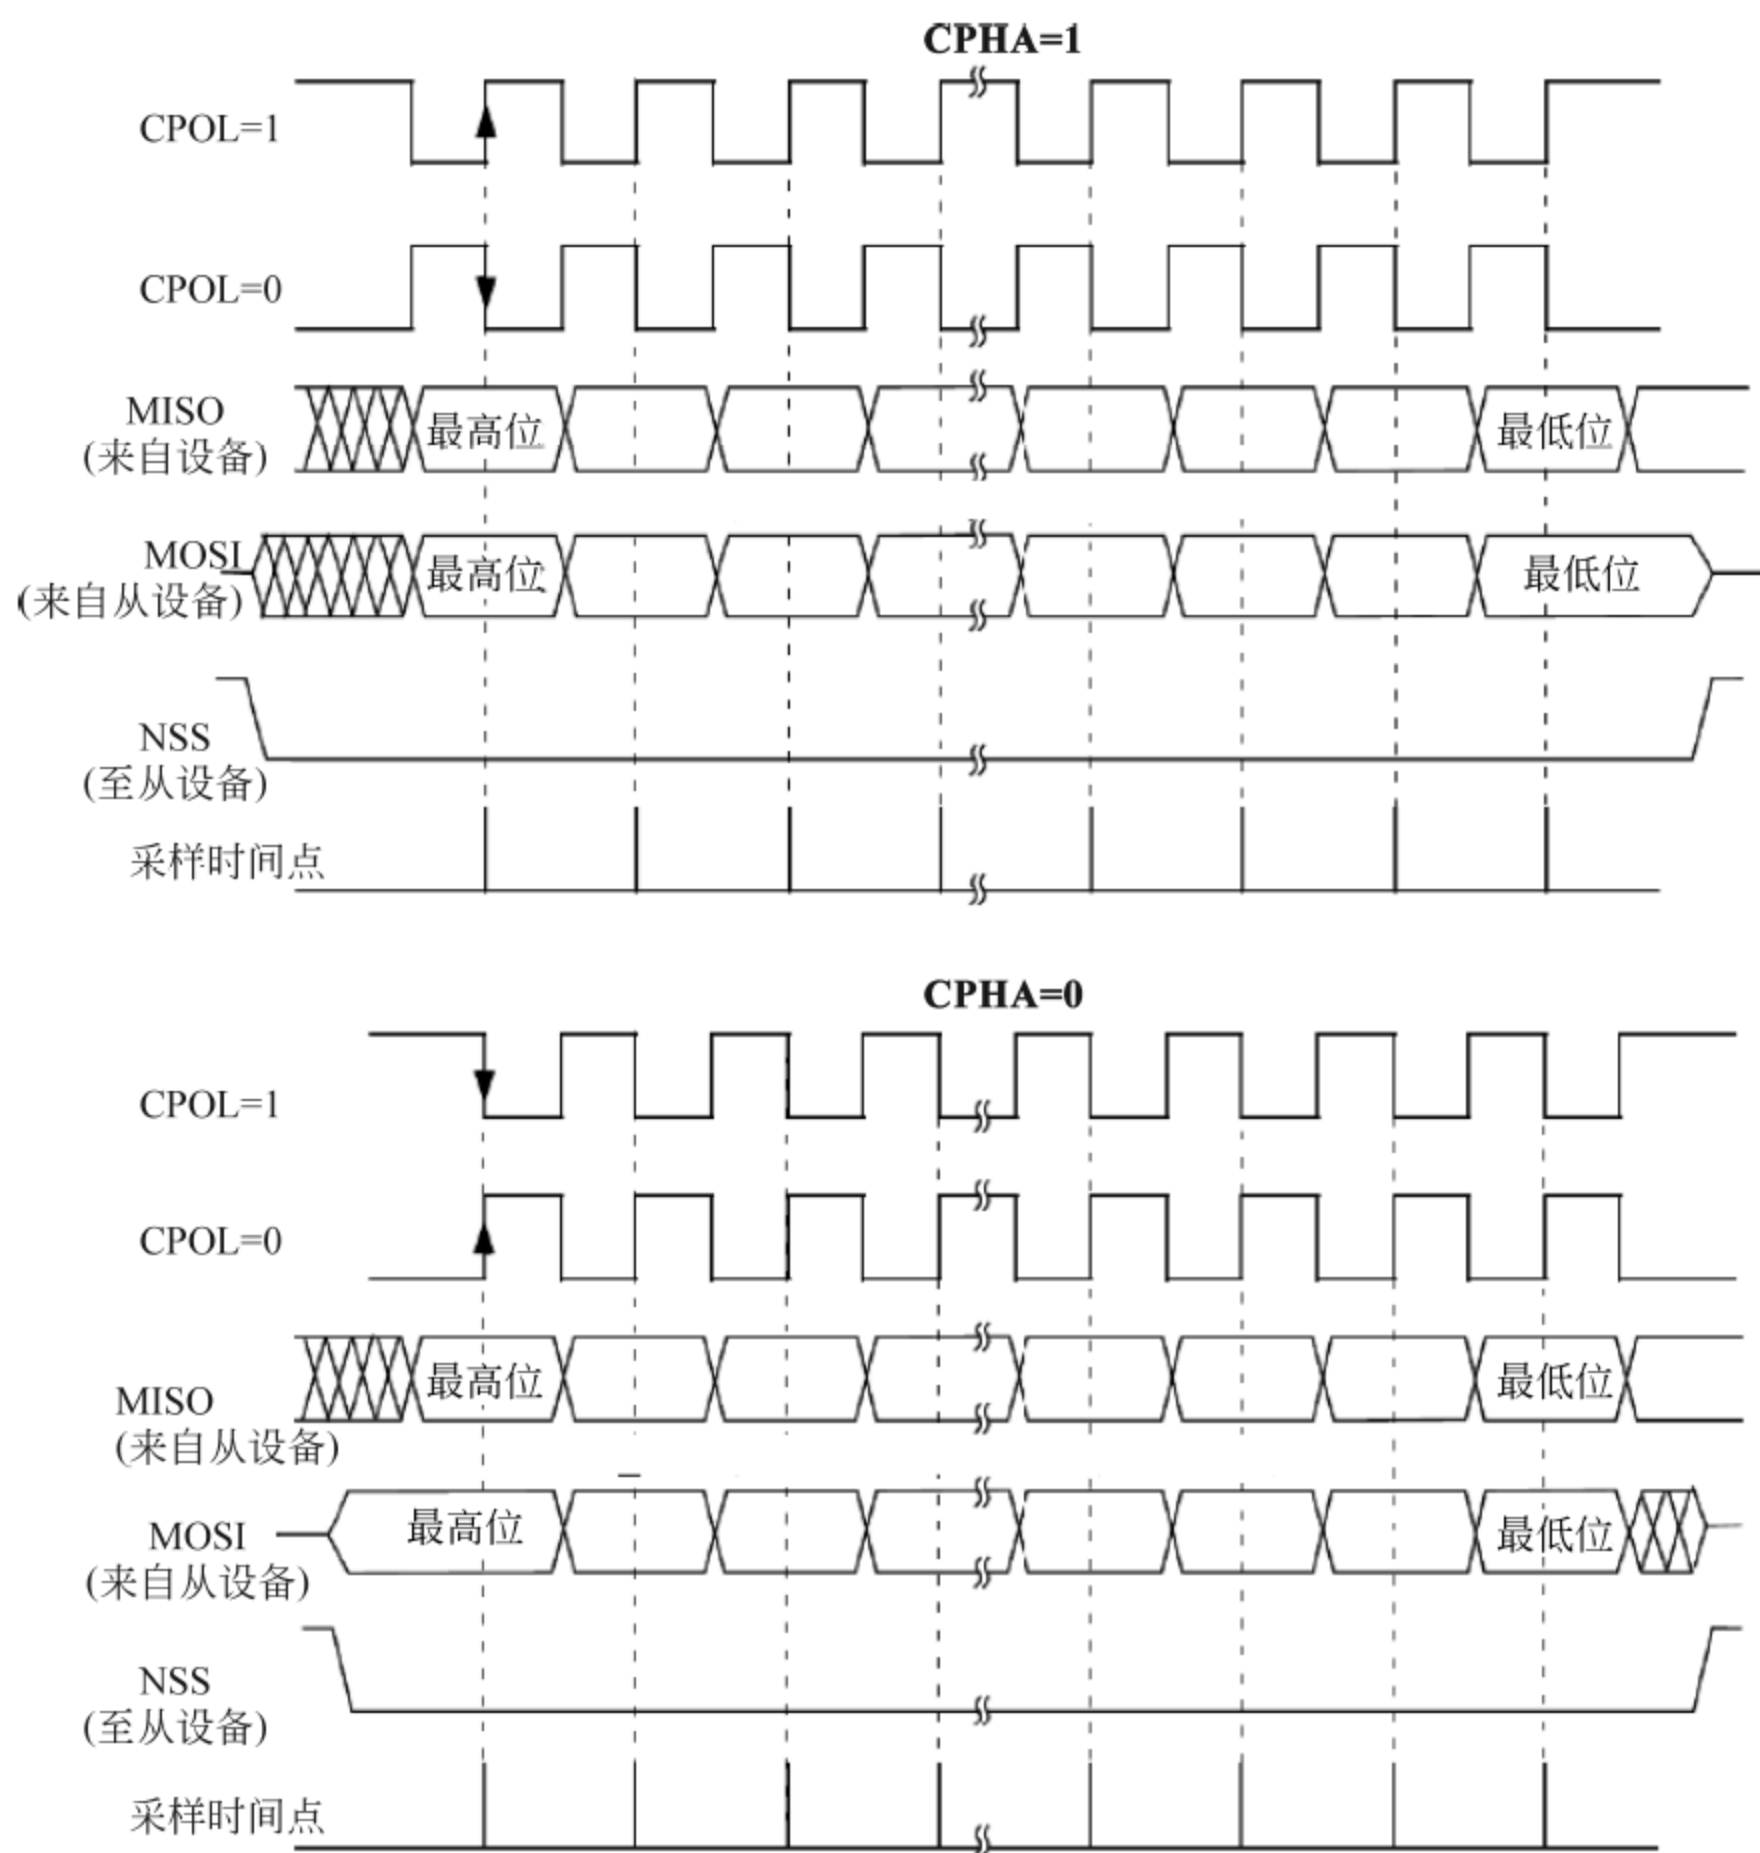 CPHA=1
CPOL=1
CPOL=0
MISO
(来自设备)
最高位
最低位
MOSI
(来自从设备)
最高位
最低位
NSS
(至从设备)
采样时间点
CPHA=0
CPOL=1
CPOL=0
MISO
(来自从设备)
最高位
最低位
MOSI
(来自从设备)
最高位
最低位
NSS
(至从设备)
采样时间点